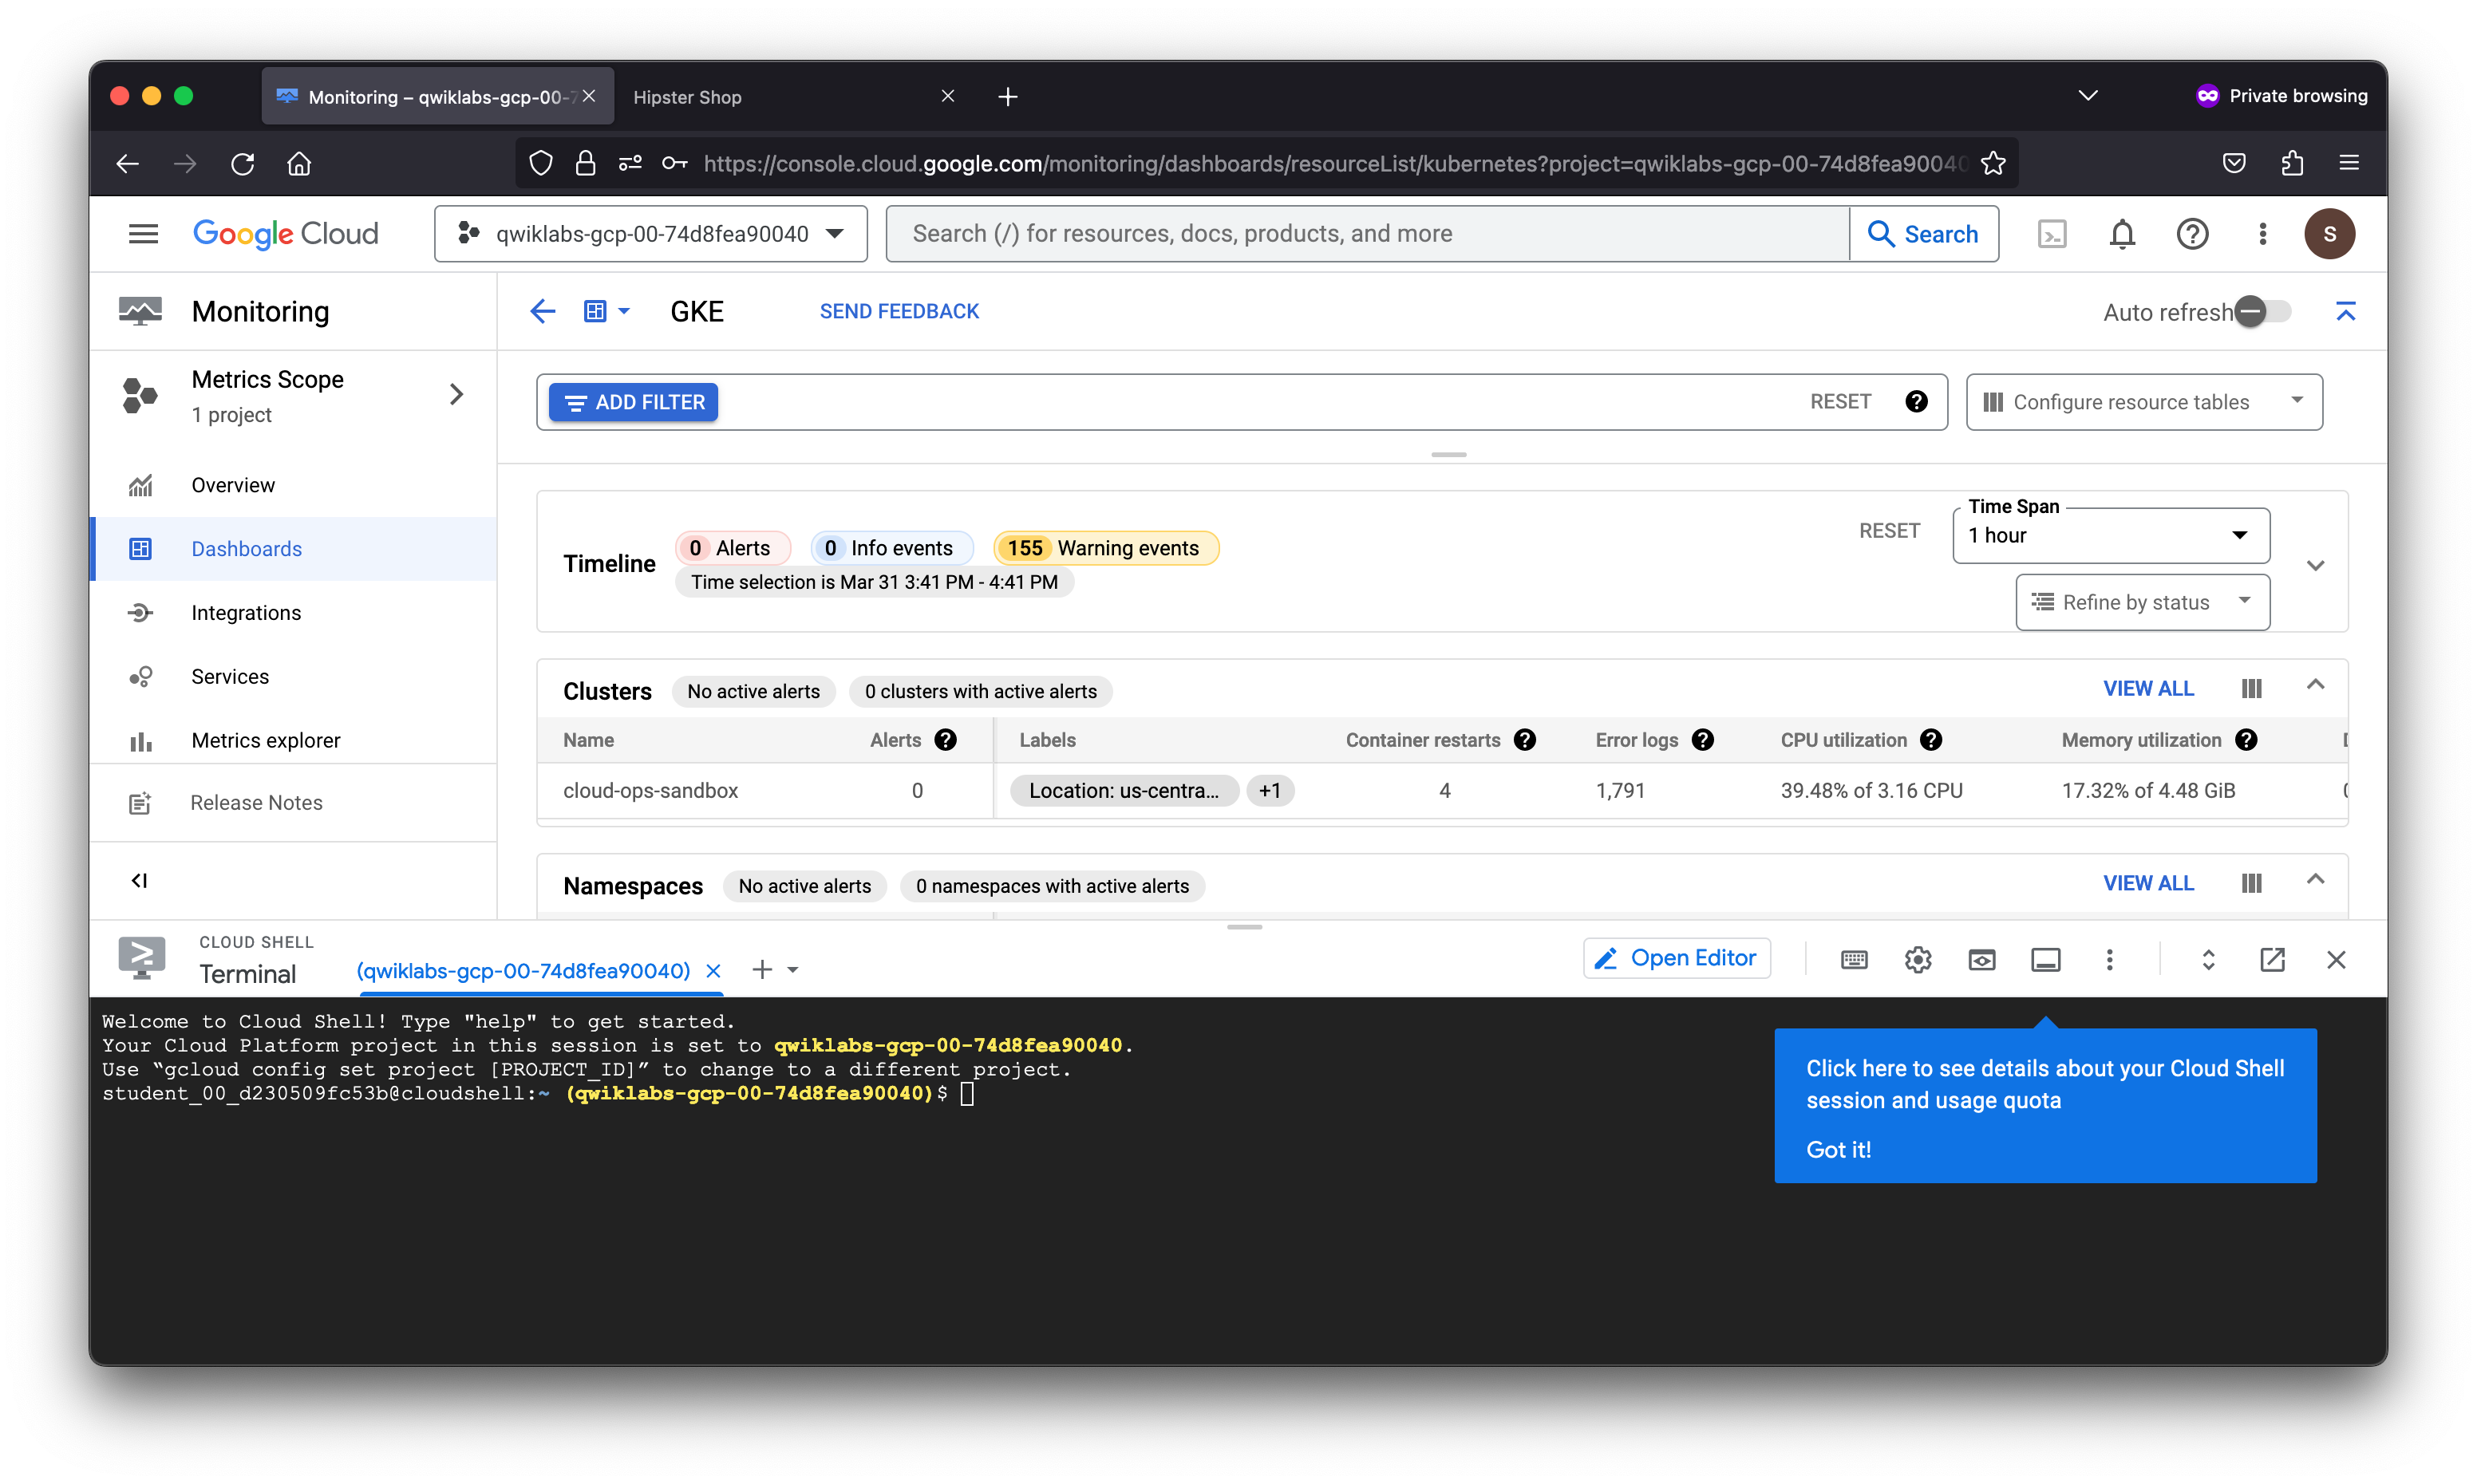 Monitoring – qwiklabs-gcp-00-7
Hipster Shop
Private browsing
https://console.cloud.google.com/monitoring/dashboards/resourceList/kubernetes?project=qwiklabs-gcp-00-74d8fea90040
Google Cloud
qwiklabs-gcp-00-74d8fea90040
Search (/) for resources, docs, products, and more
Search
S
Monitoring
GKE
SEND FEEDBACK
Auto refresh
Metrics Scope
1 project
ADD FILTER
RESET
Configure resource tables
Overview
Dashboards
Integrations
Services
Metrics explorer
Release Notes
Timeline
0 Alerts
0 Info events
155 Warning events
Time selection is Mar 31 3:41 PM - 4:41 PM
RESET
Time Span
1 hour
Refine by status
Clusters
No active alerts
0 clusters with active alerts
VIEW ALL
Name Alerts Labels Container restarts Error logs CPU utilization Memory utilization
cloud-ops-sandbox 0 Location: us-centra... +1 4 1,791 39.48% of 3.16 CPU 17.32% of 4.48 GiB
Namespaces
No active alerts
0 namespaces with active alerts
VIEW ALL
CLOUD SHELL
Terminal
(qwiklabs-gcp-00-74d8fea90040)
Open Editor
Welcome to Cloud Shell! Type "help" to get started.
Your Cloud Platform project in this session is set to qwiklabs-gcp-00-74d8fea90040.
Use “gcloud config set project [PROJECT_ID]” to change to a different project.
student_00_d230509fc53b@cloudshell:~ (qwiklabs-gcp-00-74d8fea90040)$
Click here to see details about your Cloud Shell
session and usage quota
Got it!